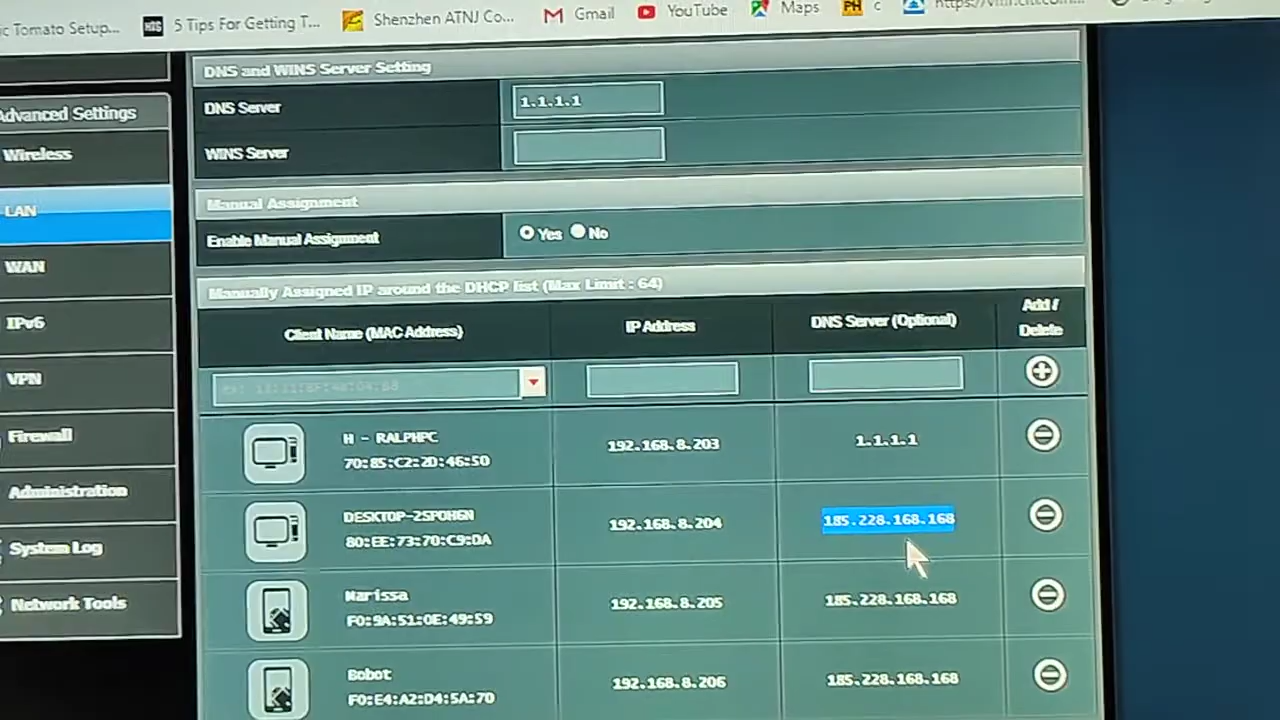 ic Tomato Setup...
5 Tips For Getting T...
Shenzhen ATNJ Co...
Gmail
YouTube
Maps
PH
c
DNS and WINS Server Setting
DNS Server
1.1.1.1
WINS Server
Manual Assignment
Enable Manual Assignment
Yes
No
Manually Assigned IP around the DHCP list (Max Limit : 64)
Client Name (MAC Address)
IP Address
DNS Server (Optional)
Add /
Delete
H - RALPHPC
70:85:C2:2D:46:50
192.168.8.203
1.1.1.1
192.168.8.204
185.228.168.168
80:EE:73:70:C9:DA
Marissa
F0:9A:51:0E:49:59
192.168.8.205
185.228.168.168
Bobot
F0:E4:A2:D4:5A:70
192.168.8.206
185.228.168.168
Advanced Settings
Wireless
LAN
WAN
IPv6
VPN
Firewall
Administration
System Log
Network Tools